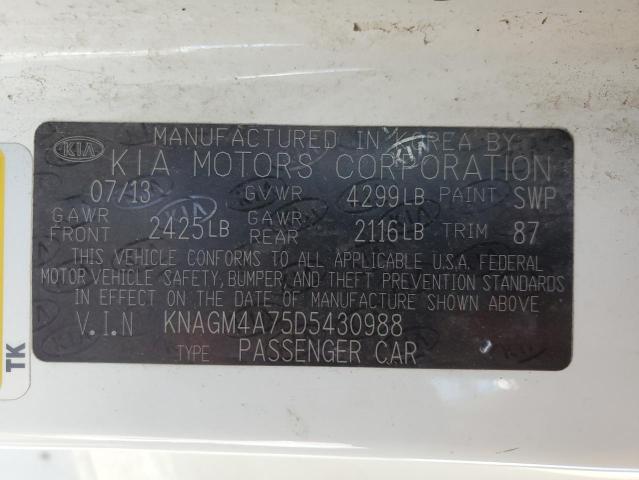 MANUFACTURED IN KOREA BY
KIA KIA MOTORS CORPORATION
07/13 GVWR 4299LB PAINT SWP
GAWR FRONT 2425LB GAWR REAR 2116LB TRIM 87
THIS VEHICLE CONFORMS TO ALL APPLICABLE U.S.A. FEDERAL
MOTOR VEHICLE SAFETY, BUMPER, AND THEFT PREVENTION STANDARDS
IN EFFECT ON THE DATE OF MANUFACTURE SHOWN ABOVE
V.I.N KNAGM4A75D5430988
TYPE PASSENGER CAR
TK